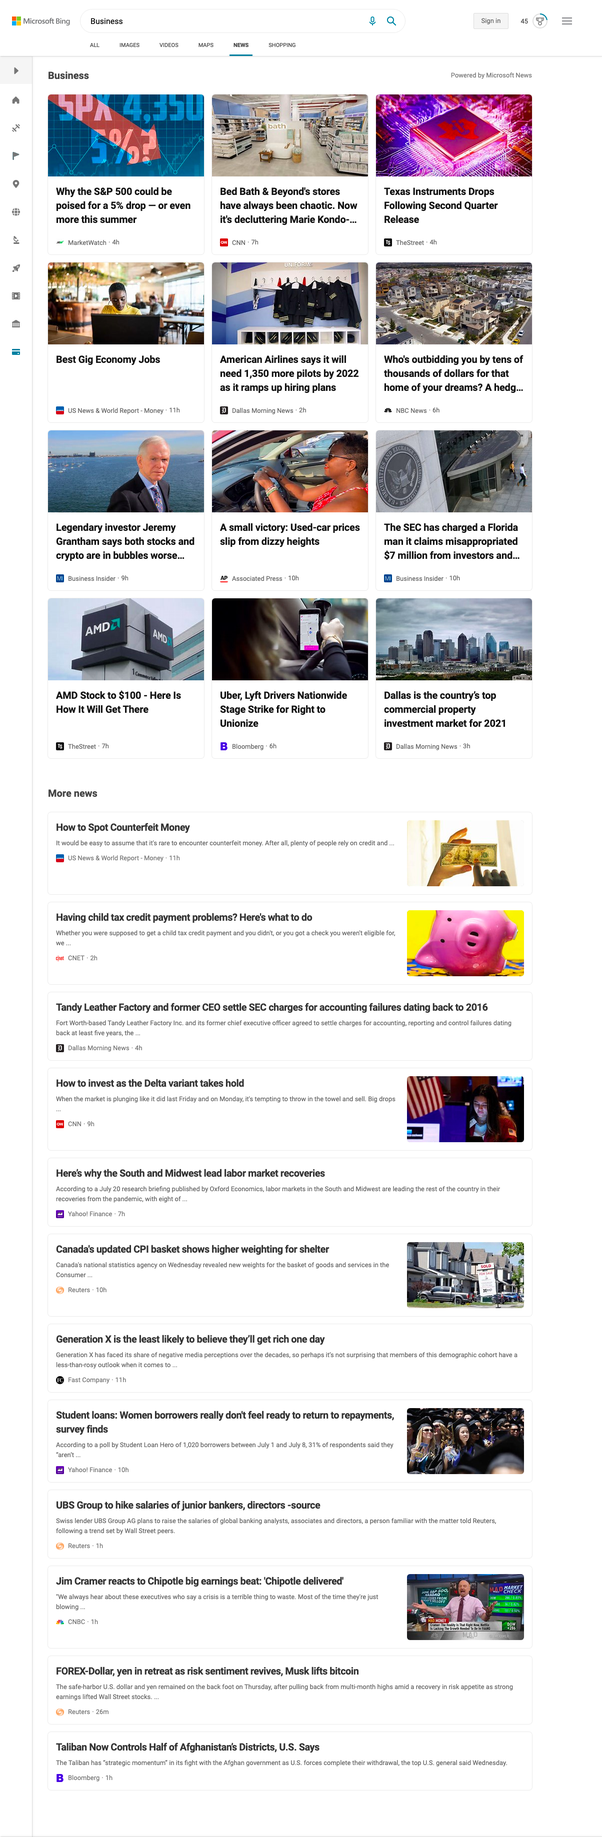 Microsoft Bing
Business
Sign in
45
ALL
IMAGES
VIDEOS
MAPS
NEWS
SHOPPING
Business
Powered by Microsoft News
SPX 4,350
5%?
bath
Why the S&P 500 could be
poised for a 5% drop — or even
more this summer
MarketWatch · 4h
Bed Bath & Beyond's stores
have always been chaotic. Now
it's decluttering Marie Kondo-...
CNN · 7h
Texas Instruments Drops
Following Second Quarter
Release
TheStreet · 4h
Best Gig Economy Jobs
US News & World Report - Money · 11h
American Airlines says it will
need 1,350 more pilots by 2022
as it ramps up hiring plans
Dallas Morning News · 2h
Who's outbidding you by tens of
thousands of dollars for that
home of your dreams? A hedg...
NBC News · 6h
Legendary investor Jeremy
Grantham says both stocks and
crypto are in bubbles worse...
Business Insider · 9h
A small victory: Used-car prices
slip from dizzy heights
AP
Associated Press · 10h
The SEC has charged a Florida
man it claims misappropriated
$7 million from investors and...
Business Insider · 10h
AMD
AMD
AMD Stock to $100 - Here Is
How It Will Get There
TheStreet · 7h
Uber, Lyft Drivers Nationwide
Stage Strike for Right to
Unionize
Bloomberg · 6h
Dallas is the country's top
commercial property
investment market for 2021
Dallas Morning News · 3h
More news
How to Spot Counterfeit Money
It would be easy to assume that it's rare to encounter counterfeit money. After all, plenty of people rely on credit and ...
US News & World Report - Money · 11h
Having child tax credit payment problems? Here's what to do
Whether you were supposed to get a child tax credit payment and you didn't, or you got a check you weren't eligible for,
we ...
CNET · 2h
Tandy Leather Factory and former CEO settle SEC charges for accounting failures dating back to 2016
Fort Worth-based Tandy Leather Factory Inc. and its former chief executive officer agreed to settle charges for accounting, reporting and control failures dating
back at least five years, the ...
Dallas Morning News · 4h
How to invest as the Delta variant takes hold
When the market is plunging like it did last Friday and on Monday, it's tempting to throw in the towel and sell. Big drops
...
CNN · 9h
Here's why the South and Midwest lead labor market recoveries
According to a July 20 research briefing published by Oxford Economics, labor markets in the South and Midwest are leading the rest of the country in their
recoveries from the pandemic, with eight of ...
Yahoo! Finance · 7h
Canada's updated CPI basket shows higher weighting for shelter
Canada's national statistics agency on Wednesday revealed new weights for the basket of goods and services in the
Consumer ...
Reuters · 10h
SOLD
Generation X is the least likely to believe they'll get rich one day
Generation X has faced its share of negative media perceptions over the decades, so perhaps it's not surprising that members of this demographic cohort have a
less-than-rosy outlook when it comes to ...
Fast Company · 11h
Student loans: Women borrowers really don't feel ready to return to repayments,
survey finds
According to a poll by Student Loan Hero of 1,020 borrowers between July 1 and July 8, 31% of respondents said they
"aren't ...
Yahoo! Finance · 10h
UBS Group to hike salaries of junior bankers, directors -source
Swiss lender UBS Group AG plans to raise the salaries of global banking analysts, associates and directors, a person familiar with the matter told Reuters,
following a trend set by Wall Street peers.
Reuters · 1h
Jim Cramer reacts to Chipotle big earnings beat: 'Chipotle delivered'
"We always hear about these executives who say a crisis is a terrible thing to waste. Most of the time they're just
blowing ...
CNBC · 1h
FOREX-Dollar, yen in retreat as risk sentiment revives, Musk lifts bitcoin
The safe-harbor U.S. dollar and yen remained on the back foot on Thursday, after pulling back from multi-month highs amid a recovery in risk appetite as strong
earnings lifted Wall Street stocks. ...
Reuters · 26m
Taliban Now Controls Half of Afghanistan's Districts, U.S. Says
The Taliban has "strategic momentum" in its fight with the Afghan government as U.S. forces complete their withdrawal, the top U.S. general said Wednesday.
Bloomberg · 1h